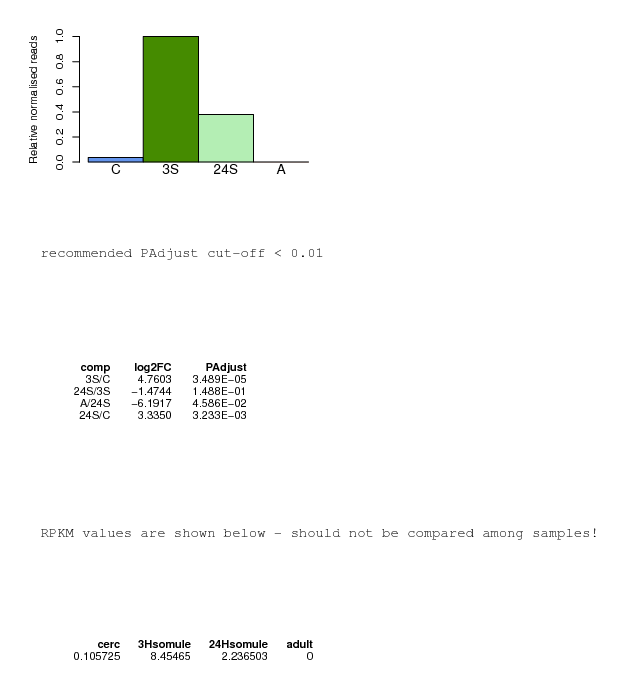 Relative normalised reads
1.0
0.8
0.6
0.4
0.2
0.0
C 3S 24S A
recommended PAdjust cut-off < 0.01
comp log2FC PAdjust
3S/C 4.7603 3.489E-05
24S/3S -1.4744 1.488E-01
A/24S -6.1917 4.586E-02
24S/C 3.3350 3.233E-03
RPKM values are shown below - should not be compared among samples!
cerc 3Hsomule 24Hsomule adult
0.105725 8.45465 2.236503 0